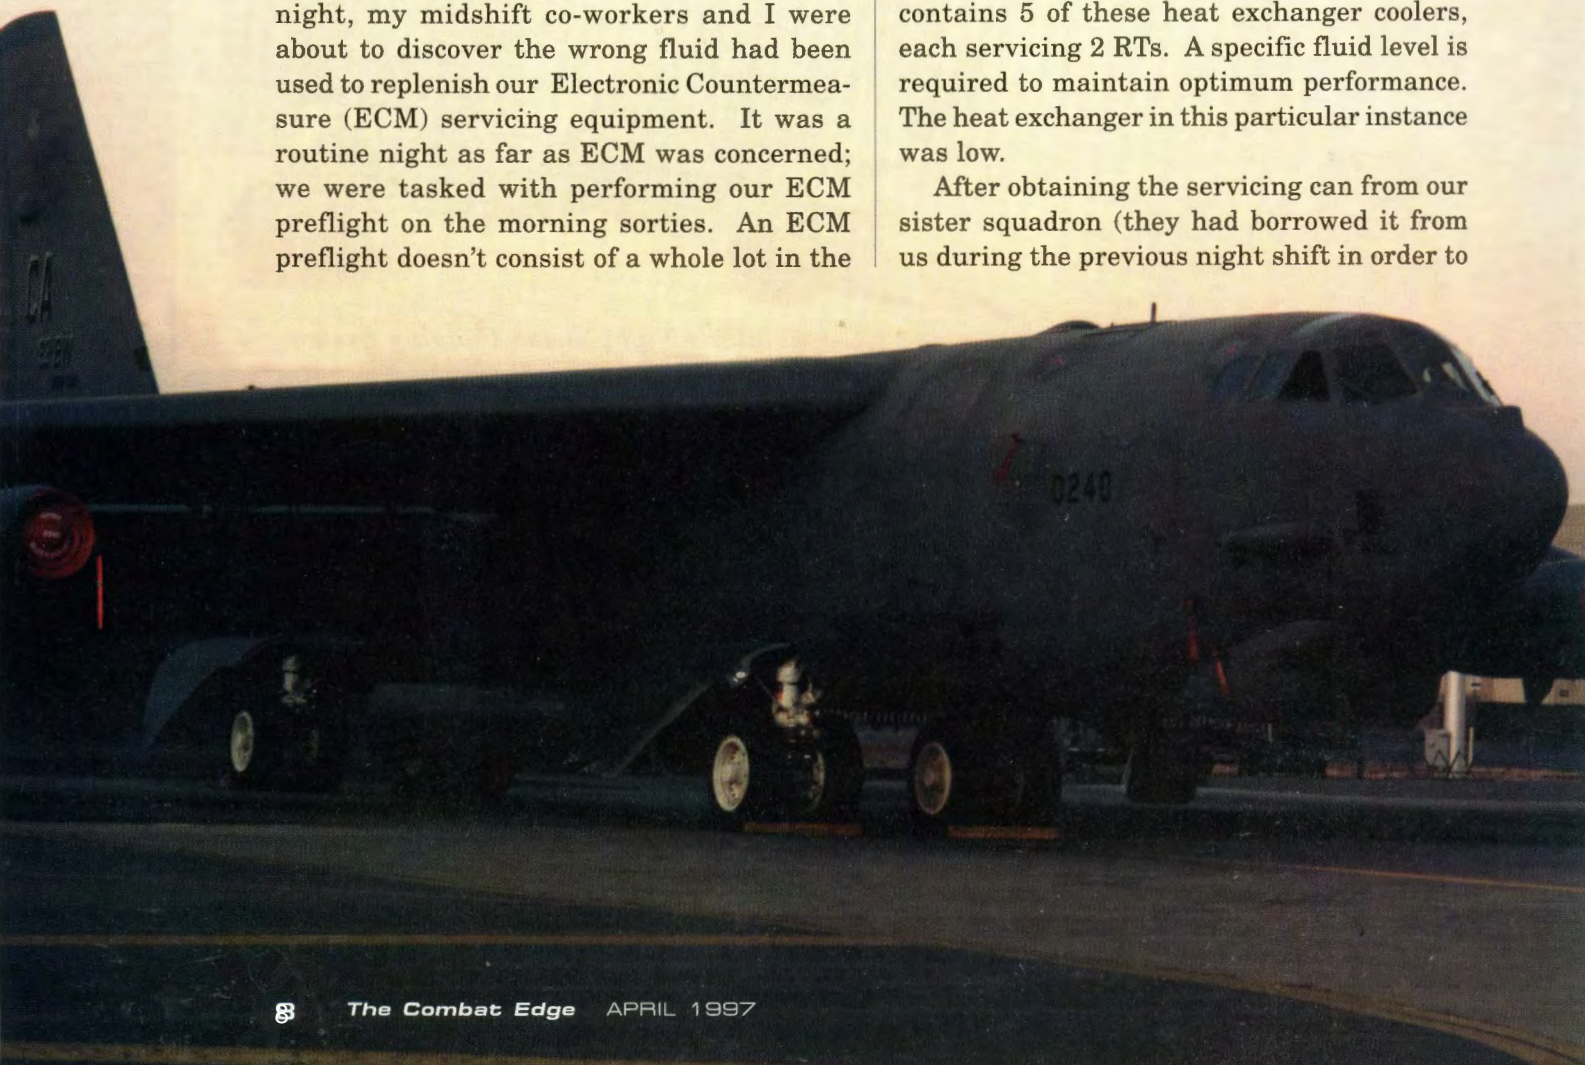 night, my midshift co-workers and I were
about to discover the wrong fluid had been
used to replenish our Electronic Countermea-
sure (ECM) servicing equipment. It was a
routine night as far as ECM was concerned;
we were tasked with performing our ECM
preflight on the morning sorties. An ECM
preflight doesn't consist of a whole lot in the
contains 5 of these heat exchanger coolers,
each servicing 2 RTs. A specific fluid level is
required to maintain optimum performance.
The heat exchanger in this particular instance
was low.
After obtaining the servicing can from our
sister squadron (they had borrowed it from
us during the previous night shift in order to
CA
0240
8 The Combat Edge APRIL 1997